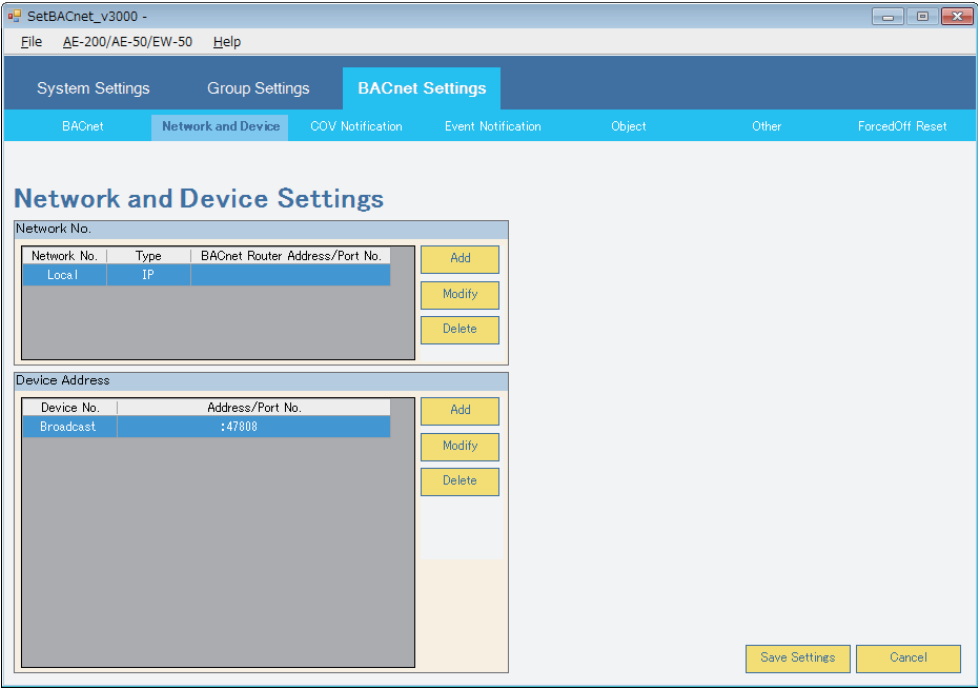 SetBACnet_v3000 -
File AE-200/AE-50/EW-50 Help
System Settings Group Settings BACnet Settings
BACnet Network and Device COV Notification Event Notification Object Other ForcedOff Reset
Network and Device Settings
Network No.
Network No. Type BACnet Router Address/Port No.
Local IP
Add
Modify
Delete
Device Address
Device No. Address/Port No.
Broadcast :47808
Add
Modify
Delete
Save Settings Cancel